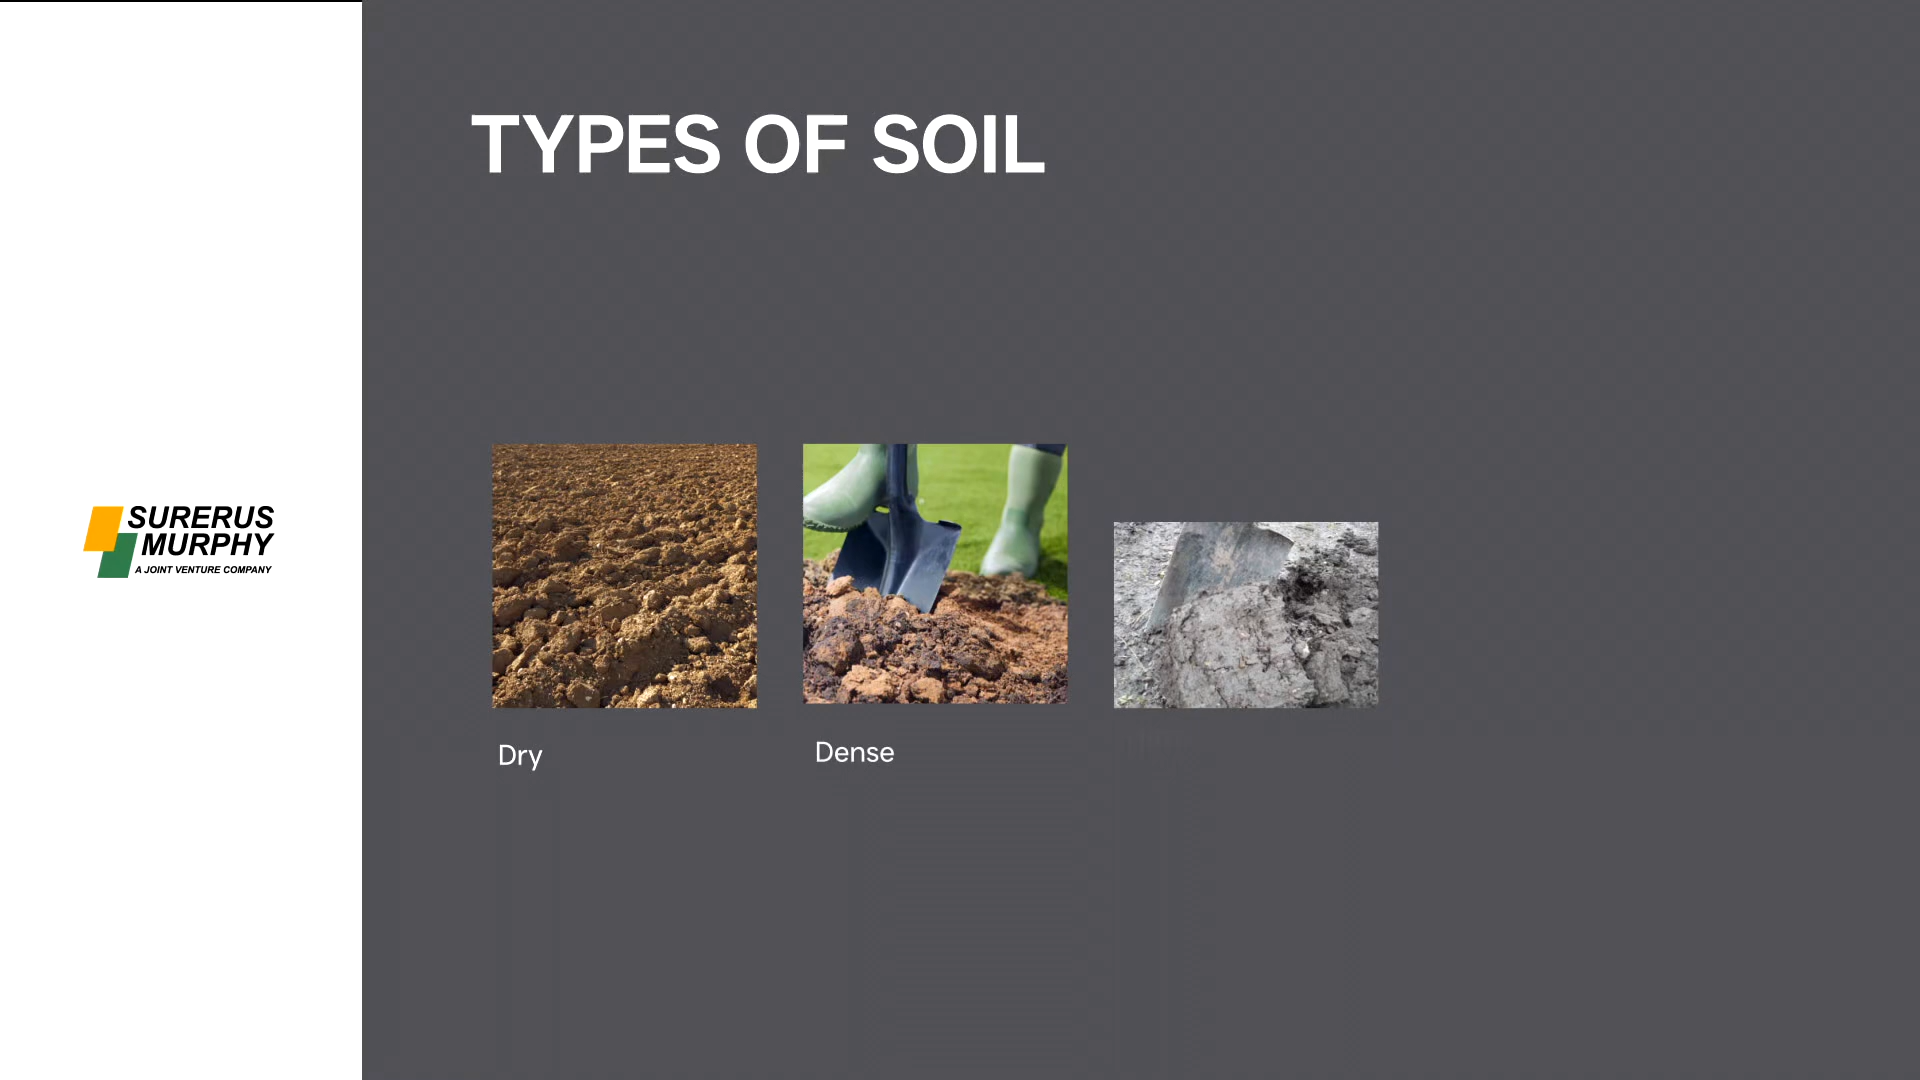 TYPES OF SOIL
SURERUS
MURPHY
A JOINT VENTURE COMPANY
Dry
Dense